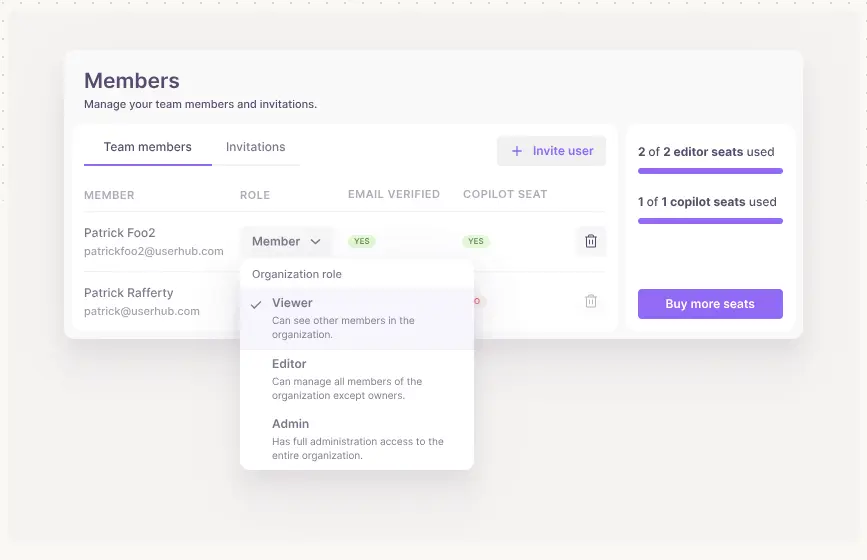 Members
Manage your team members and invitations.
Team members
Invitations
+ Invite user
MEMBER
ROLE
EMAIL VERIFIED
COPILOT SEAT
Patrick Foo2
patrickfoo2@userhub.com
Member
YES
YES
Patrick Rafferty
patrick@userhub.com
Organization role
Viewer
Can see other members in the
organization.
Editor
Can manage all members of the
organization except owners.
Admin
Has full administration access to the
entire organization.
2 of 2 editor seats used
1 of 1 copilot seats used
Buy more seats